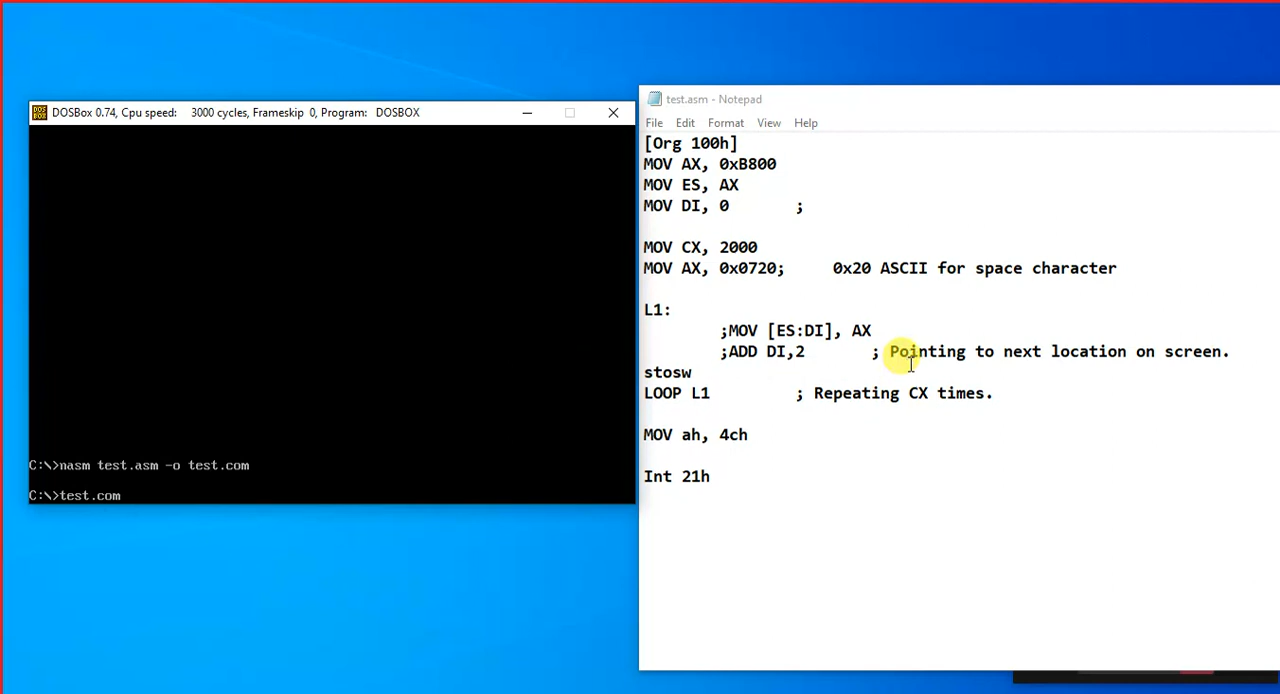 DOSBox 0.74, Cpu speed: 3000 cycles, Frameskip 0, Program: DOSBOX
C:\>nasm test.asm -o test.com
C:\>test.com
test.asm - Notepad
File Edit Format View Help
[Org 100h]
MOV AX, 0xB800
MOV ES, AX
MOV DI, 0 ;
MOV CX, 2000
MOV AX, 0x0720; 0x20 ASCII for space character
L1:
;MOV [ES:DI], AX
;ADD DI,2 ; Pointing to next location on screen.
stosw
LOOP L1 ; Repeating CX times.
MOV ah, 4ch
Int 21h